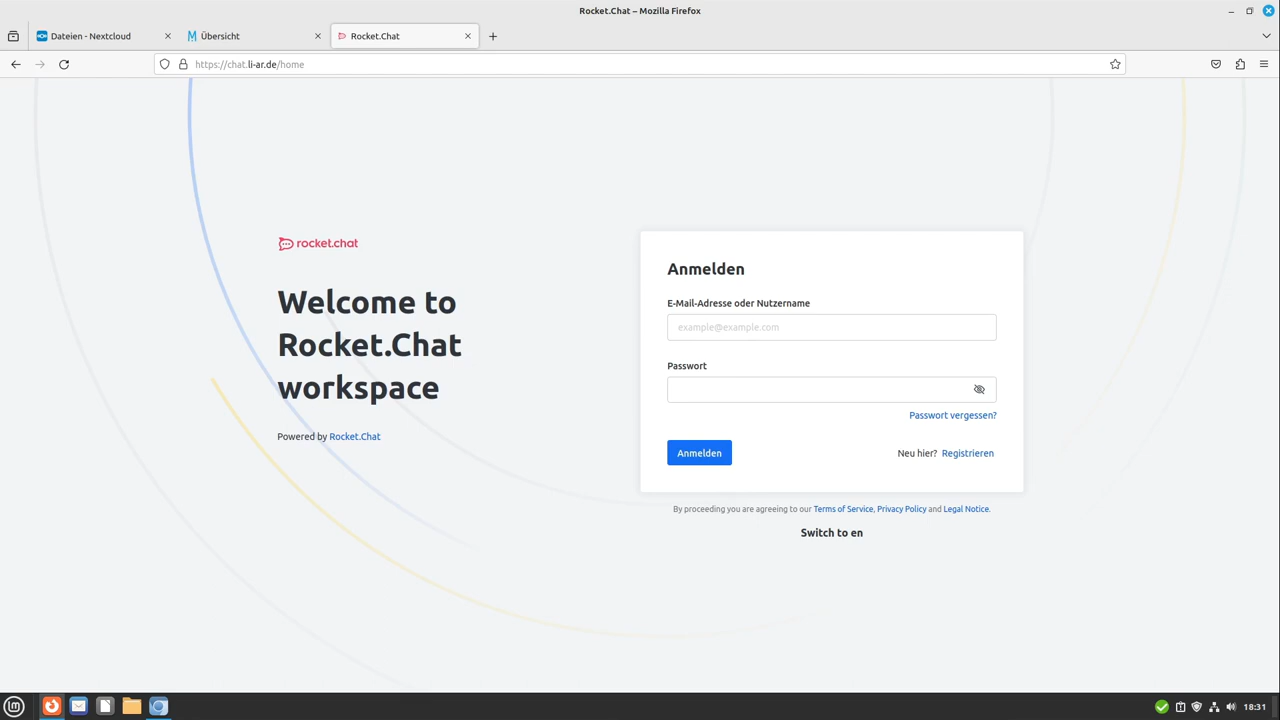 Rocket.Chat – Mozilla Firefox
Dateien - Nextcloud
Übersicht
Rocket.Chat
https://chat.li-ar.de/home
rocket.chat
Welcome to
Rocket.Chat
workspace
Powered by Rocket.Chat
Anmelden
E-Mail-Adresse oder Nutzername
example@example.com
Passwort
Passwort vergessen?
Anmelden
Neu hier? Registrieren
By proceeding you are agreeing to our Terms of Service, Privacy Policy and Legal Notice.
Switch to en
18:31